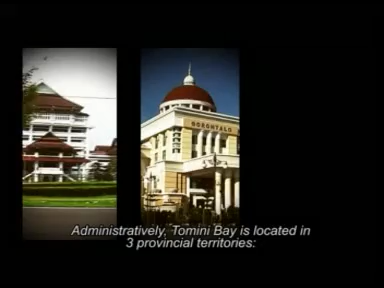 GORONTALO
Administratively, Tomini Bay is located in
3 provincial territories: